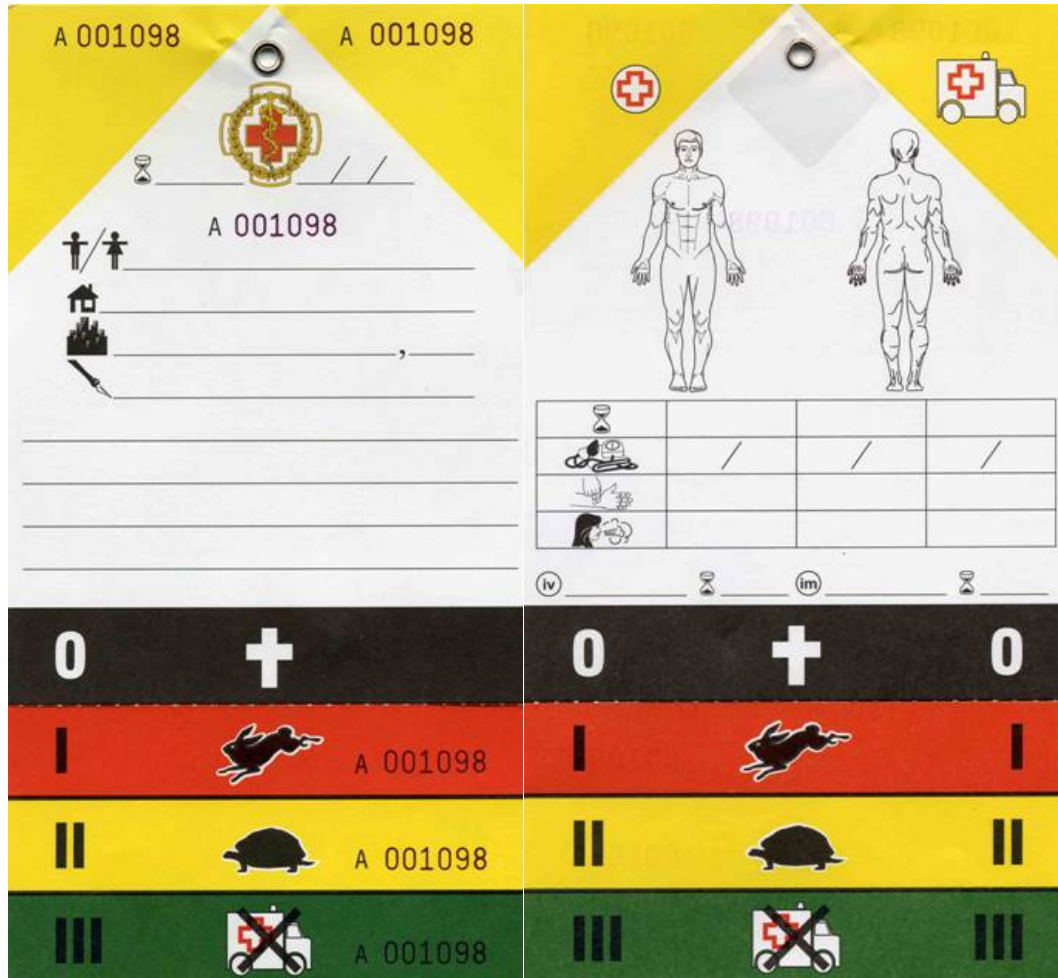 A 001098
A 001098
A 001098
/ /
/
,
0
I
A 001098
II
A 001098
III
A 001098
/ / /
iv
im
0 0
I I
II II
III III